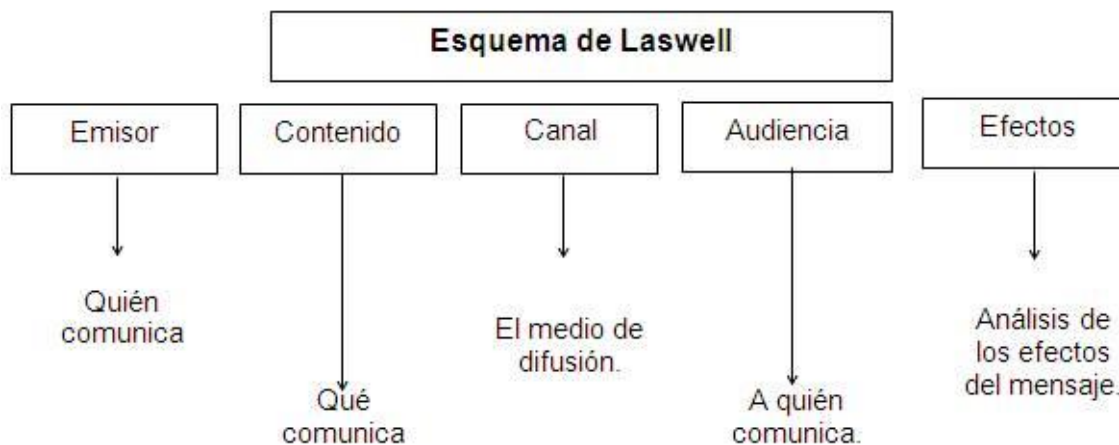 Esquema de Laswell
Emisor
Contenido
Canal
Audiencia
Efectos
Quién
comunica
Qué
comunica
El medio de
difusión.
A quién
comunica.
Análisis de
los efectos
del mensaje.